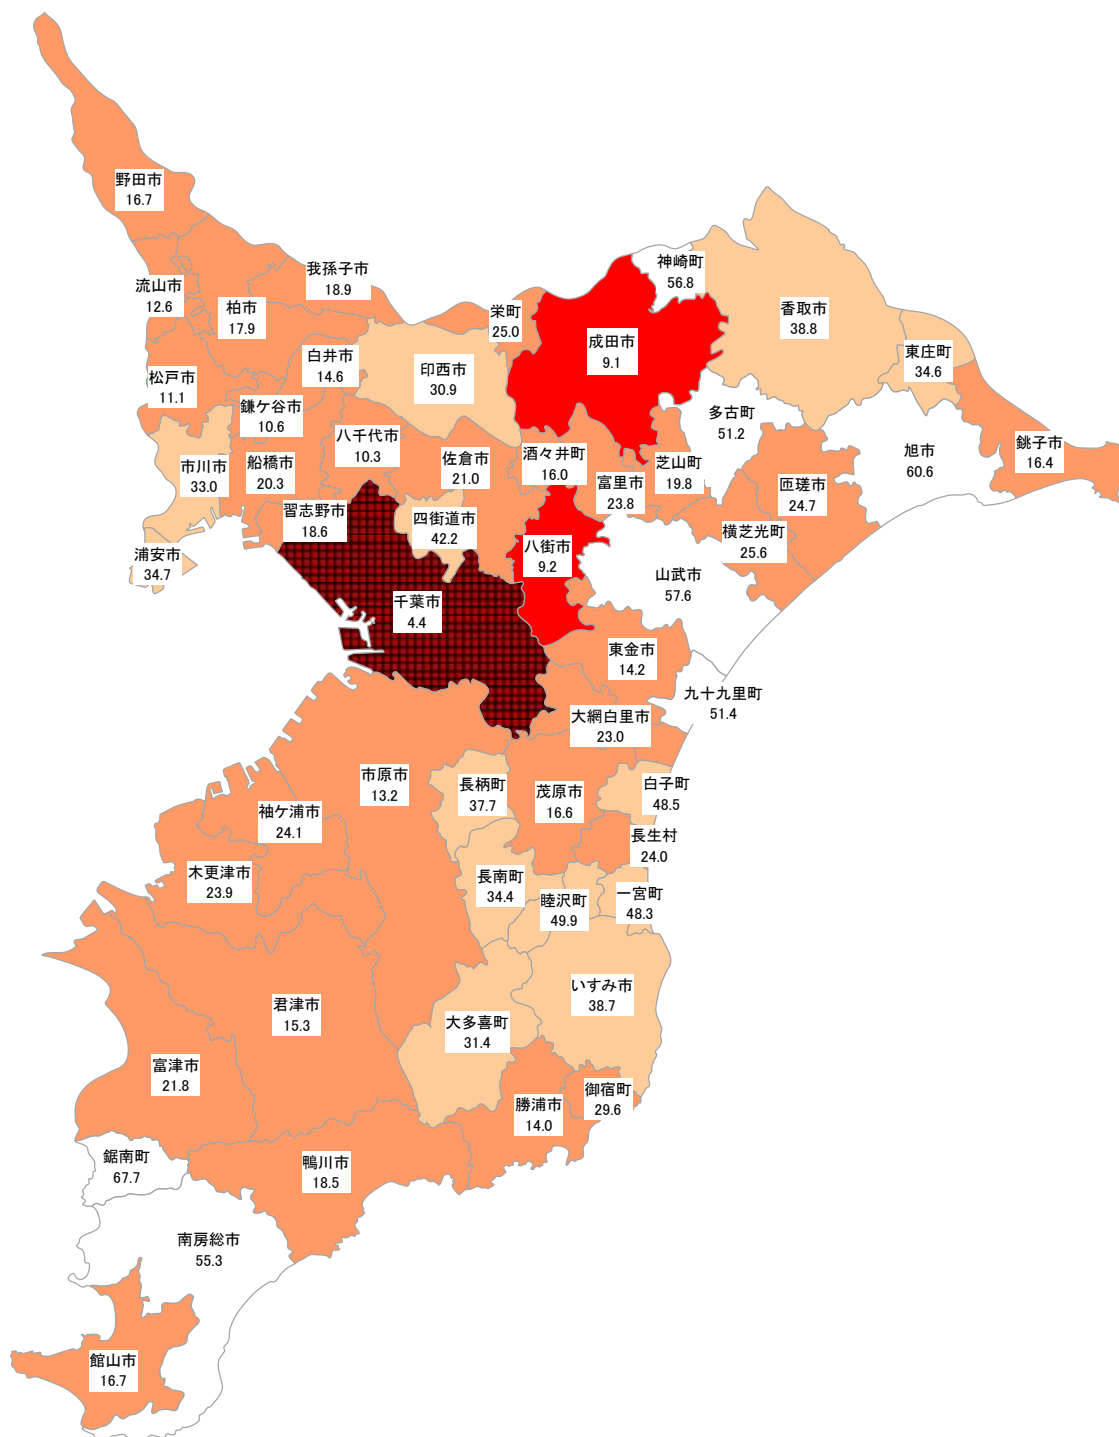 野田市
16.7
我孫子市
18.9
神崎町
56.8
流山市
12.6
柏市
17.9
栄町
25.0
香取市
38.8
成田市
9.1
東庄町
34.6
白井市
14.6
印西市
30.9
松戸市
11.1
鎌ケ谷市
10.6
多古町
51.2
八千代市
10.3
旭市
60.6
銚子市
16.4
市川市
33.0
船橋市
20.3
佐倉市
21.0
酒々井町
16.0
富里市
23.8
芝山町
19.8
匝瑳市
24.7
習志野市
18.6
四街道市
42.2
横芝光町
25.6
浦安市
34.7
八街市
9.2
山武市
57.6
千葉市
4.4
東金市
14.2
九十九里町
51.4
大網白里市
23.0
市原市
13.2
長柄町
37.7
茂原市
16.6
白子町
48.5
袖ケ浦市
24.1
長生村
24.0
木更津市
23.9
長南町
34.4
睦沢町
49.9
一宮町
48.3
いすみ市
38.7
君津市
15.3
大多喜町
31.4
富津市
21.8
勝浦市
14.0
御宿町
29.6
鋸南町
67.7
鴨川市
18.5
南房総市
55.3
館山市
16.7